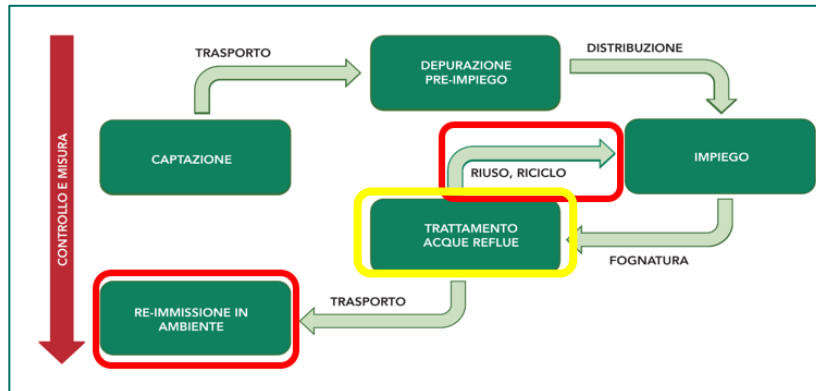 TRASPORTO
DEPURAZIONE
PRE-IMPIEGO
DISTRIBUZIONE
CONTROLLO E MISURA
CAPTAZIONE
RIUSO, RICICLO
IMPIEGO
TRATTAMENTO
ACQUE REFLUE
FOGNATURA
RE-IMMISSIONE IN
AMBIENTE
TRASPORTO